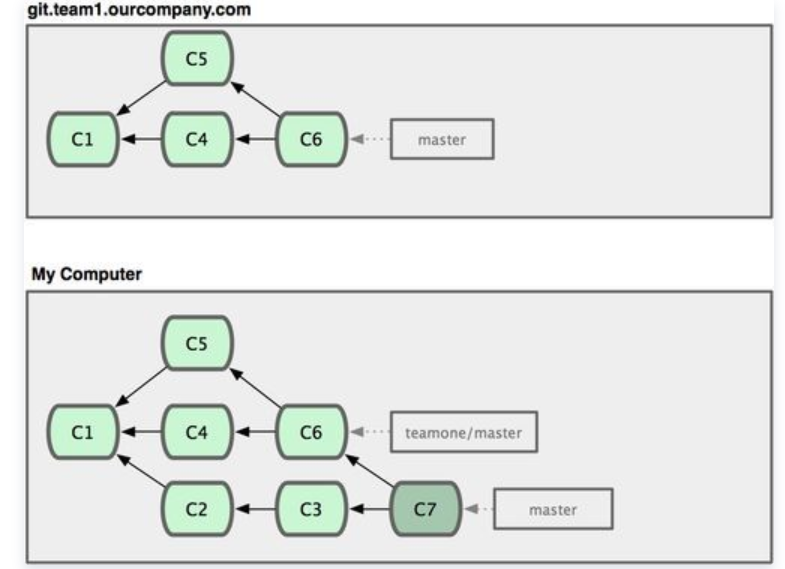 git.team1.ourcompany.com
C5
C1
C4
C6
master
My Computer
C5
C1
C4
C6
teamone/master
C2
C3
C7
master